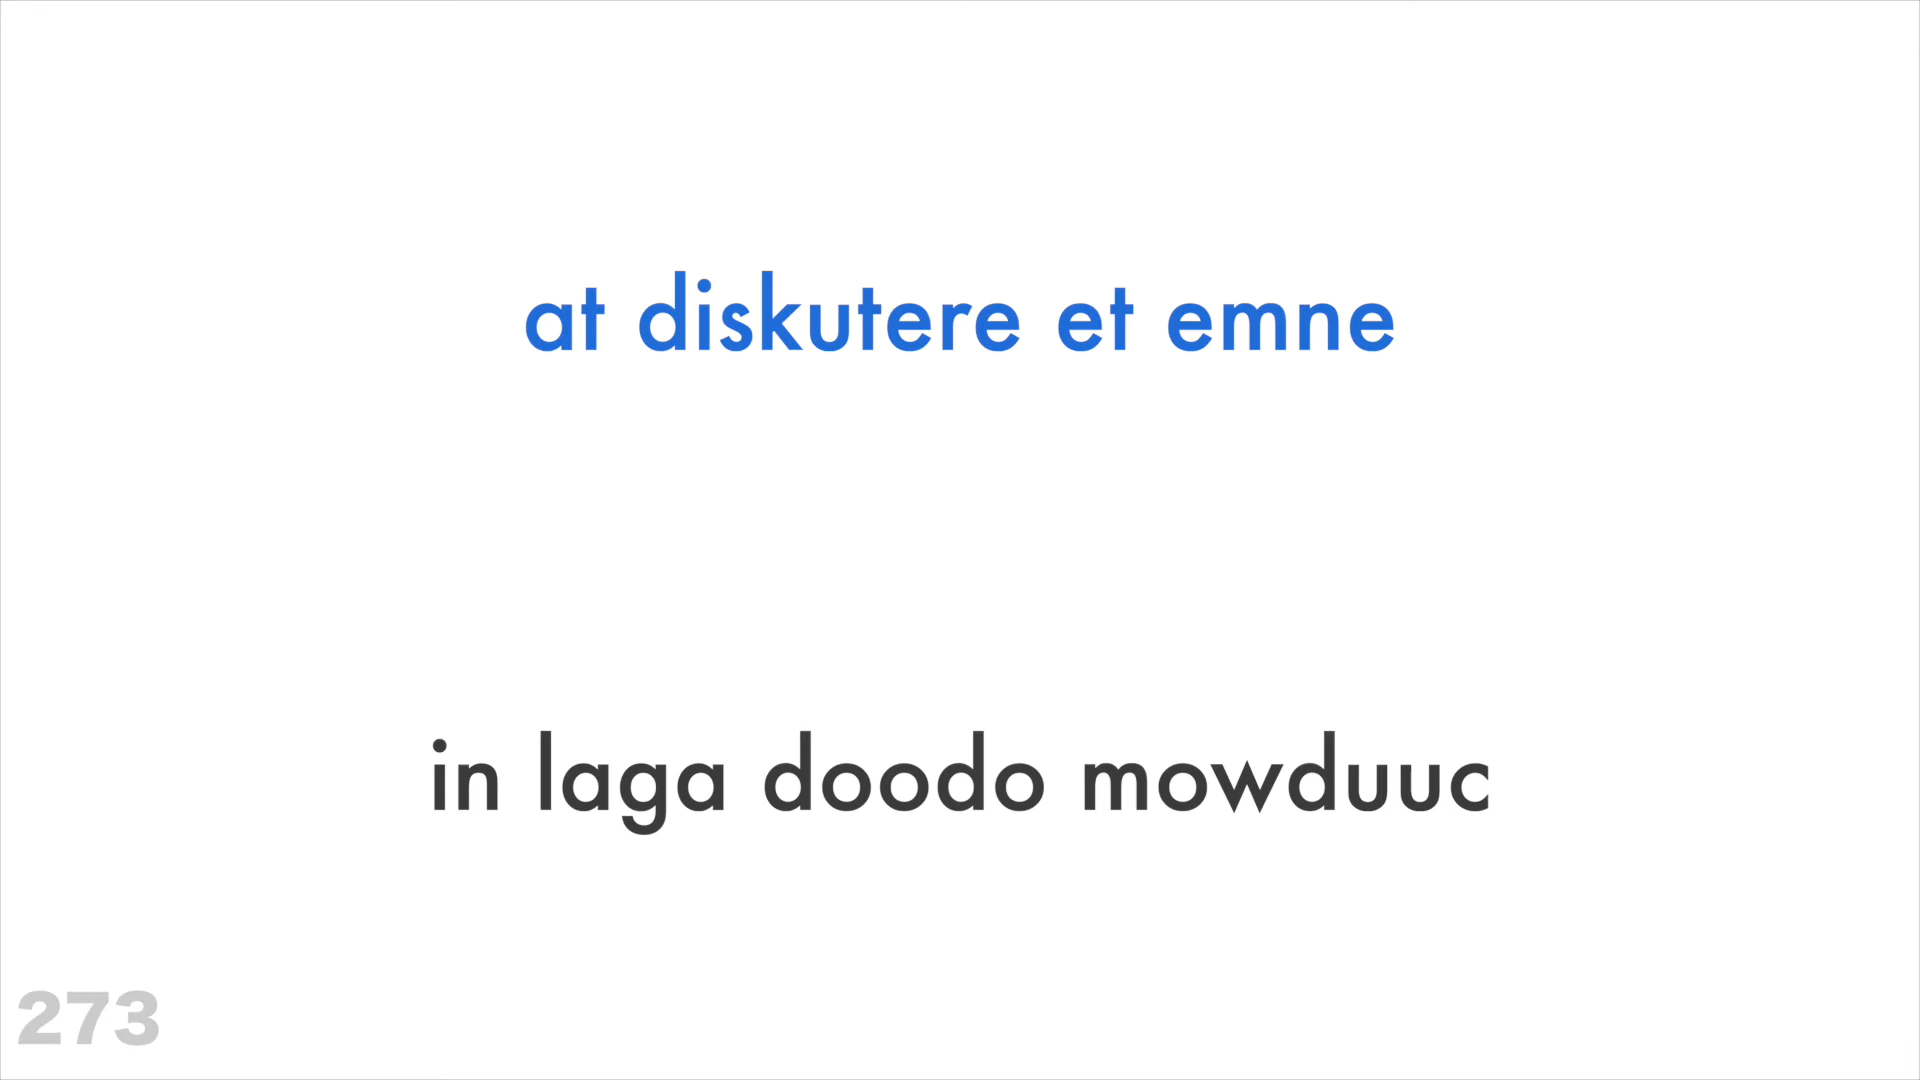 at diskutere et emne
in laga doodo mowduuc
273